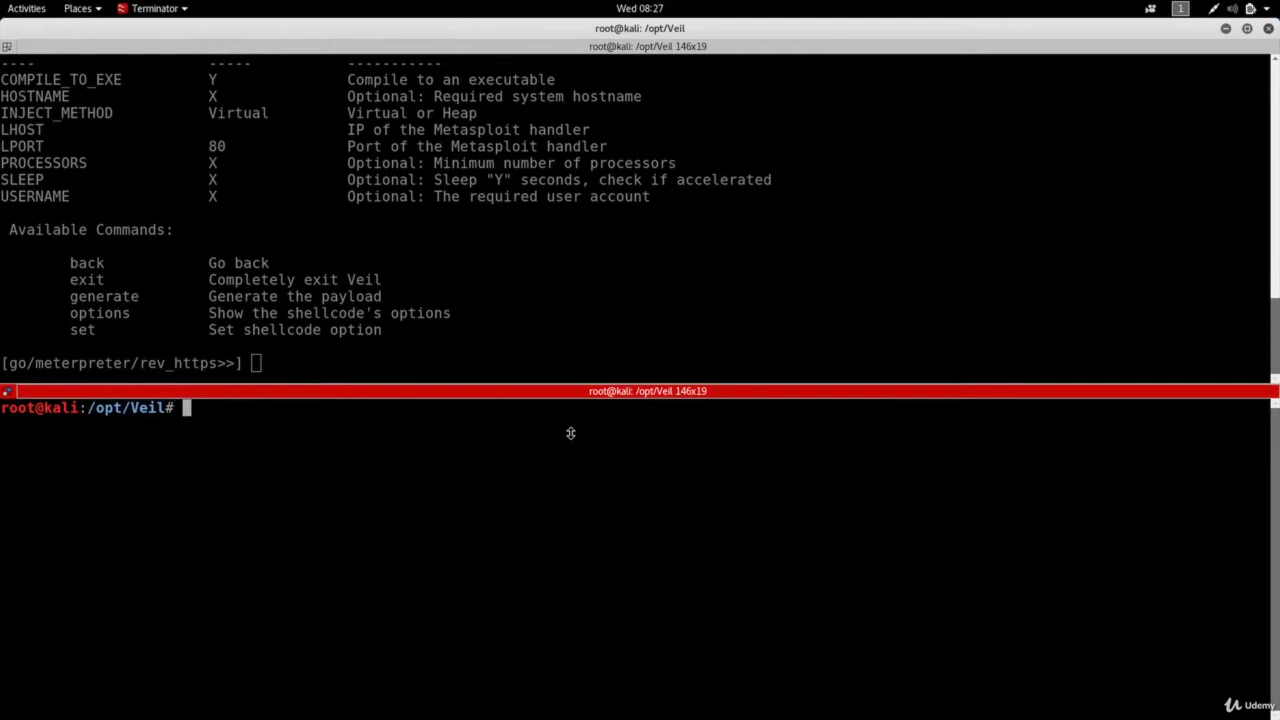 Activities Places Terminator Wed 08:27 1
root@kali: /opt/Veil
root@kali: /opt/Veil 146x19
---- ----- -----------
COMPILE_TO_EXE Y Compile to an executable
HOSTNAME X Optional: Required system hostname
INJECT_METHOD Virtual Virtual or Heap
LHOST IP of the Metasploit handler
LPORT 80 Port of the Metasploit handler
PROCESSORS X Optional: Minimum number of processors
SLEEP X Optional: Sleep "Y" seconds, check if accelerated
USERNAME X Optional: The required user account
Available Commands:
back Go back
exit Completely exit Veil
generate Generate the payload
options Show the shellcode's options
set Set shellcode option
[go/meterpreter/rev_https>>]
root@kali: /opt/Veil 146x19
root@kali:/opt/Veil#
Udemy